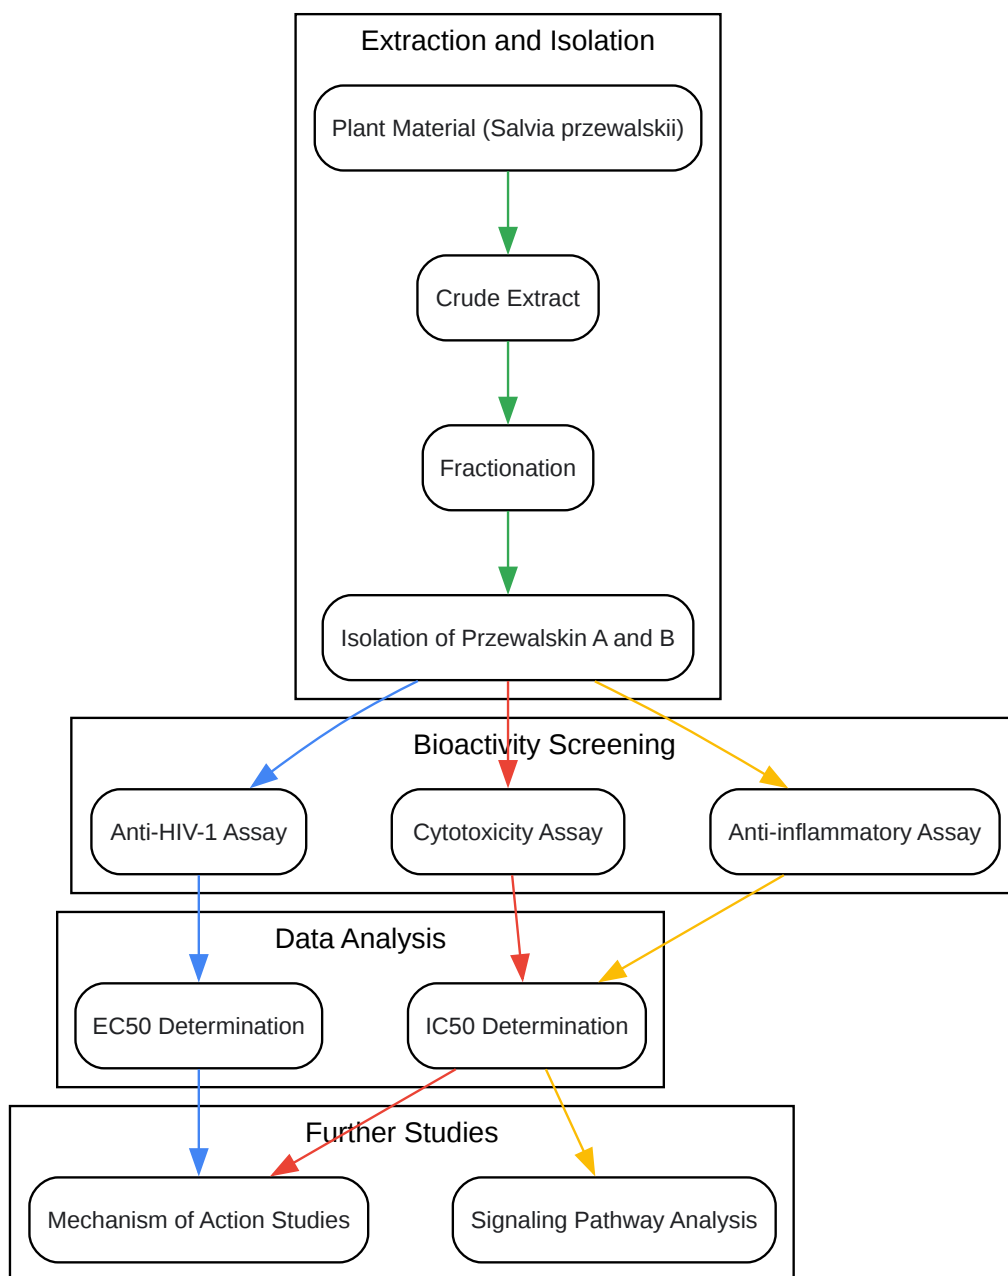 Extraction and Isolation
Plant Material (Salvia przewalskii)
Crude Extract
Fractionation
Isolation of Przewalskin A and B
Bioactivity Screening
Anti-HIV-1 Assay
Cytotoxicity Assay
Anti-inflammatory Assay
Data Analysis
EC50 Determination
IC50 Determination
Further Studies
Mechanism of Action Studies
Signaling Pathway Analysis